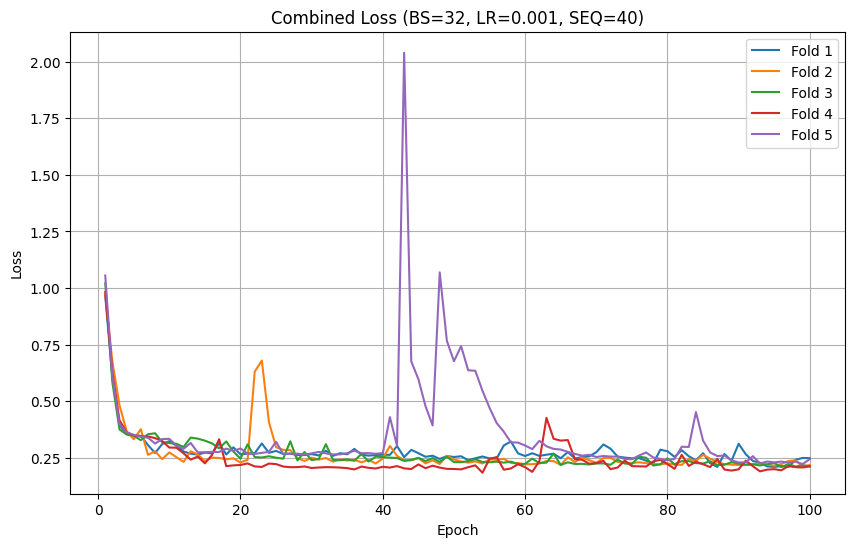 Combined Loss (BS=32, LR=0.001, SEQ=40)
Loss
2.00
1.75
1.50
1.25
1.00
0.75
0.50
0.25
Fold 1
Fold 2
Fold 3
Fold 4
Fold 5
0 20 40 60 80 100
Epoch